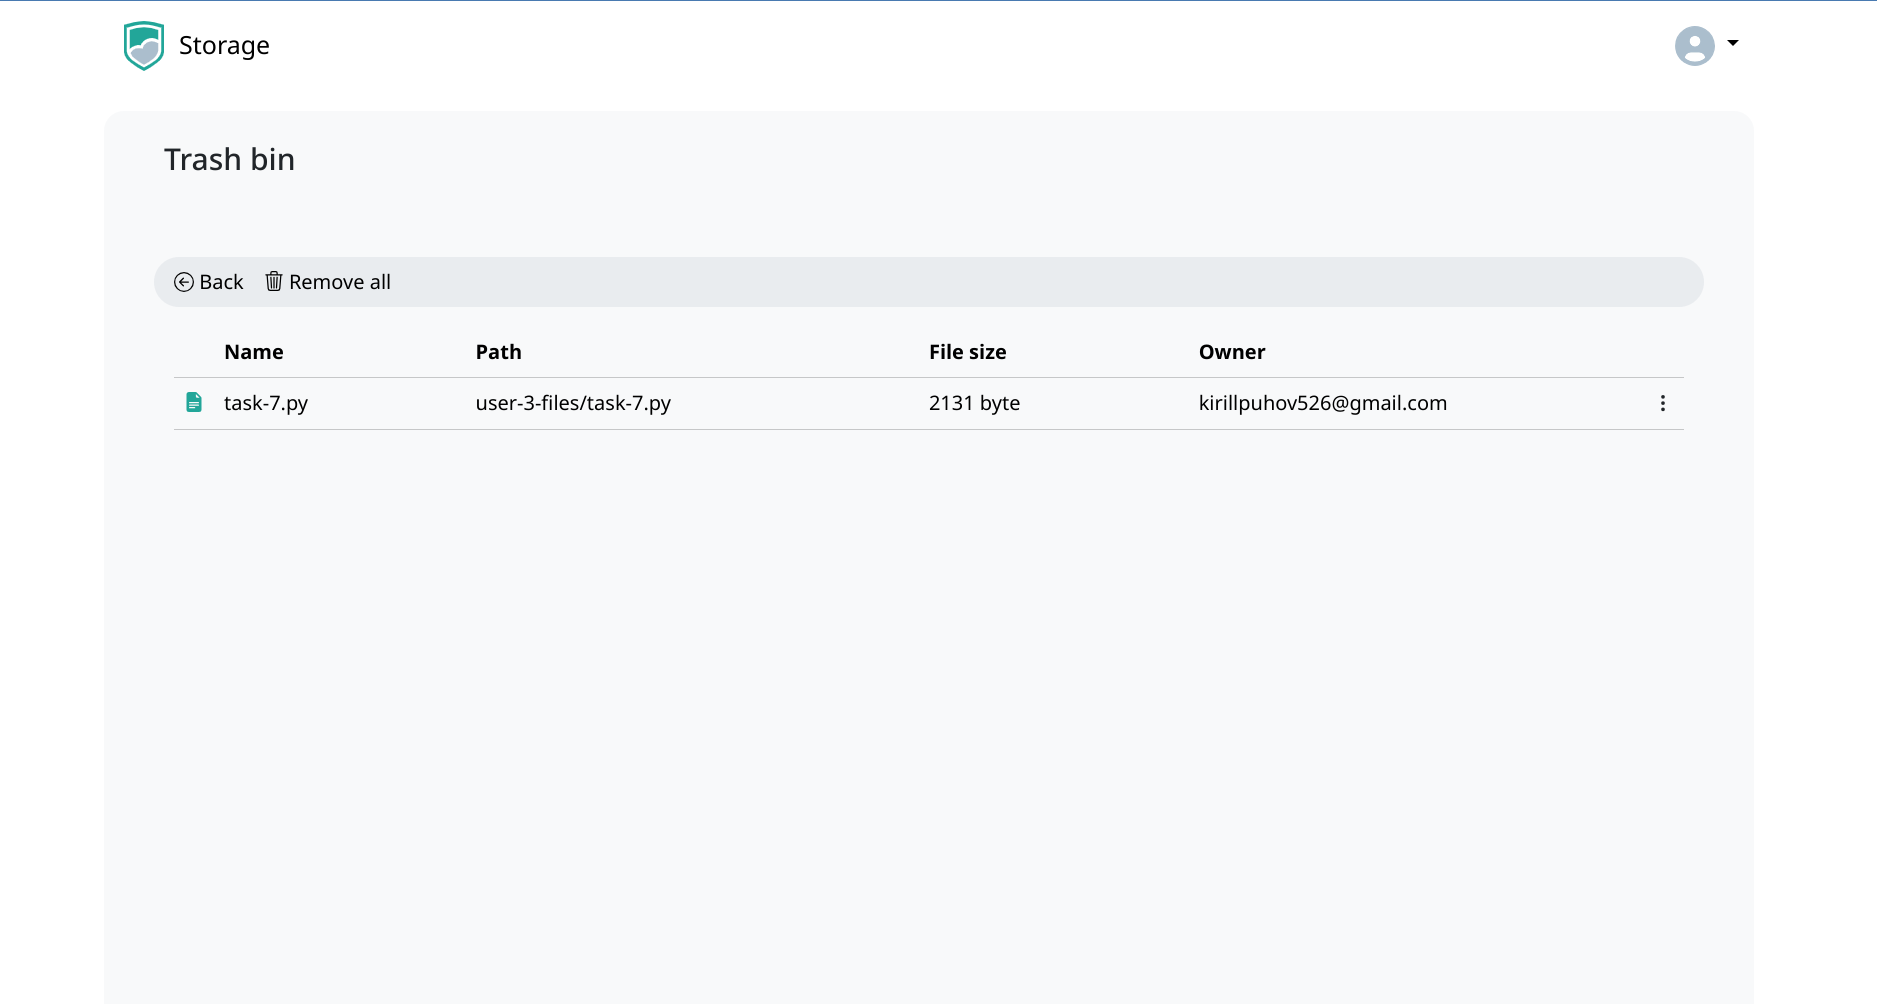 Storage
Trash bin
Back Remove all
Name Path File size Owner
task-7.py user-3-files/task-7.py 2131 byte kirillpuhov526@gmail.com